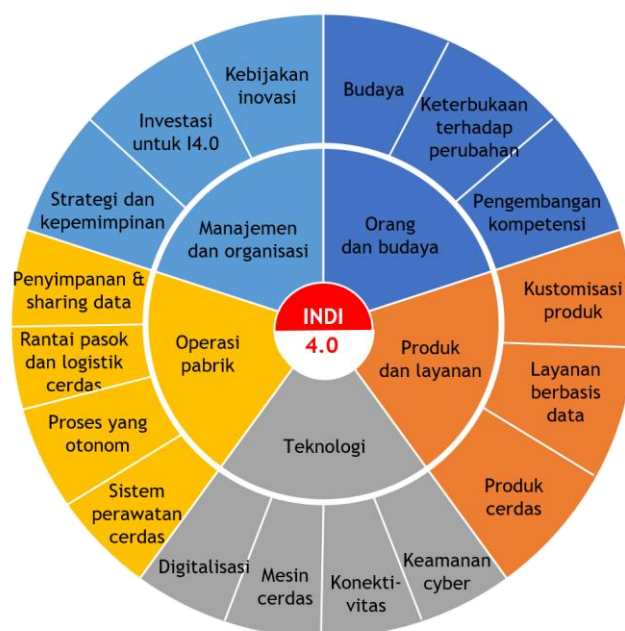 Kebijakan
inovasi
Budaya
Keterbukaan
terhadap
perubahan
Investasi
untuk I4.0
Strategi dan
kepemimpinan
Pengembangan
kompetensi
Manajemen
dan organisasi
Orang
dan budaya
Penyimpanan &
sharing data
Kustomisasi
produk
INDI
4.0
Rantai pasok
dan logistik
cerdas
Operasi
pabrik
Produk
dan layanan
Layanan
berbasis
data
Proses yang
otonom
Teknologi
Sistem
perawatan
cerdas
Produk
cerdas
Digitalisasi
Mesin
cerdas
Konekti-
vitas
Keamanan
cyber